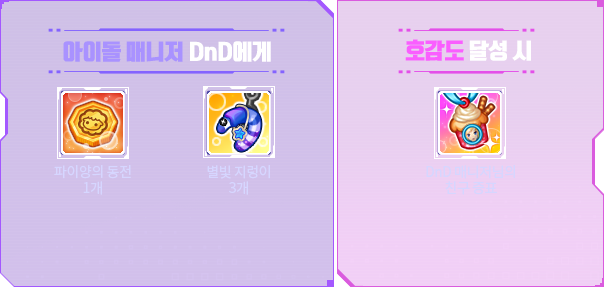 아이돌 매니저 DnD에게
호감도 달성 시
파이양의 동전
1개
별빛 지렁이
3개